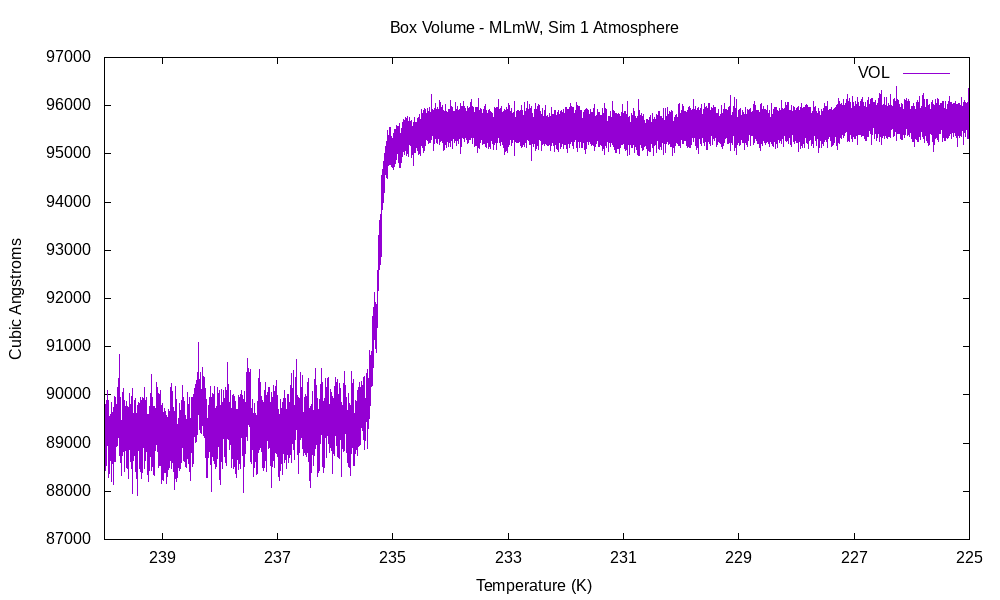 Box Volume - MLmW, Sim 1 Atmosphere
VOL
97000
96000
95000
94000
93000
92000
91000
90000
89000
88000
87000
Cubic Angstroms
239 237 235 233 231 229 227 225
Temperature (K)